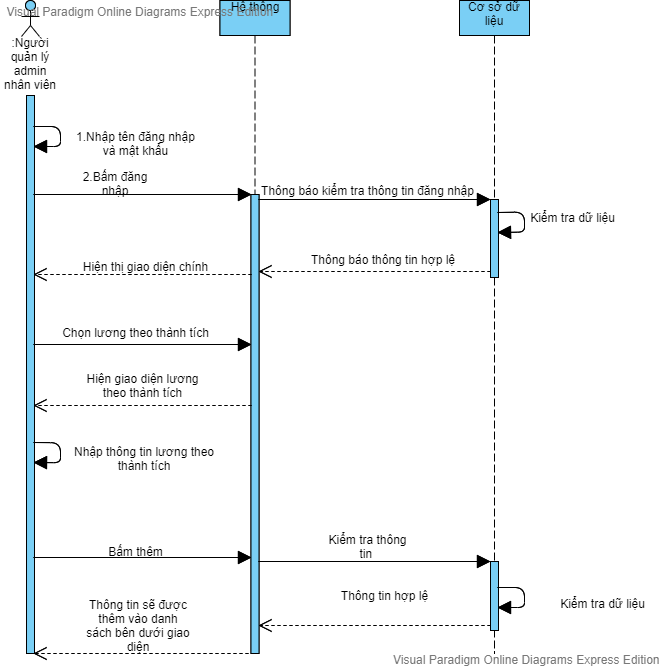 Visual Paradigm Online Diagrams Express Edition
Hệ thống
Cơ sở dữ
liệu
:Người
quản lý
admin
nhân viên
1.Nhập tên đăng nhập
và mật khẩu
2.Bấm đăng
nhập
Thông báo kiểm tra thông tin đăng nhập
Kiểm tra dữ liệu
Thông báo thông tin hợp lệ
Hiện thị giao diện chính
Chọn lương theo thành tích
Hiện giao diện lương
theo thành tích
Nhập thông tin lương theo
thành tích
Bấm thêm
Kiểm tra thông
tin
Thông tin hợp lệ
Kiểm tra dữ liệu
Thông tin sẽ được
thêm vào danh
sách bên dưới giao
diện
Visual Paradigm Online Diagrams Express Edition